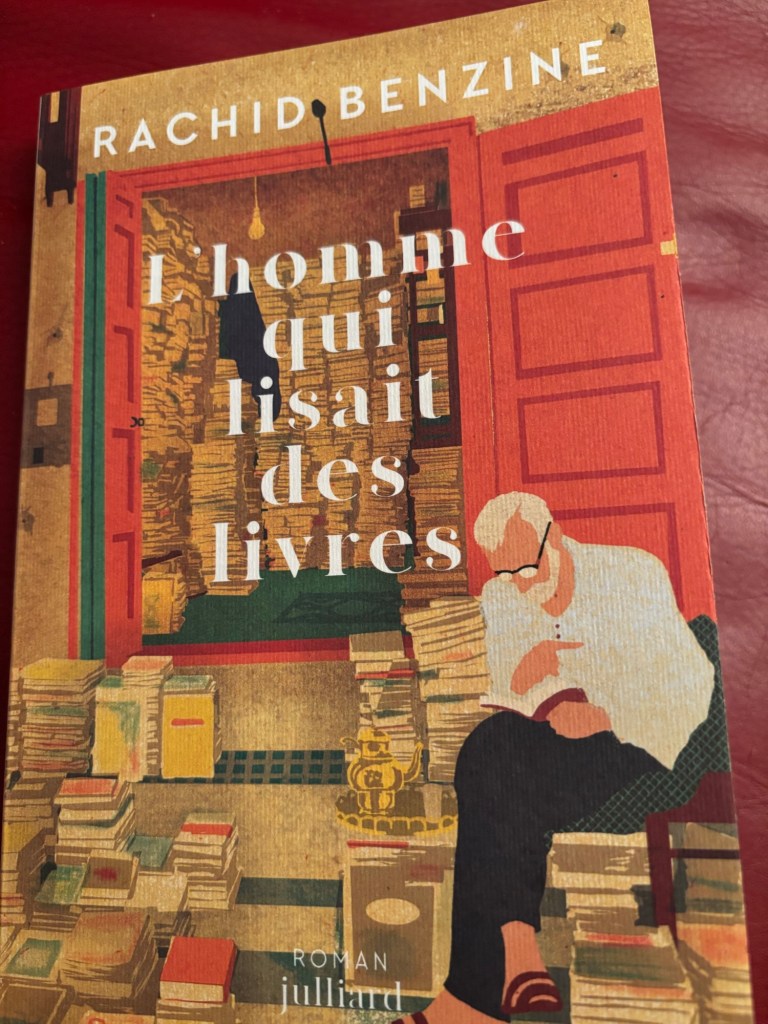 RACHID BENZINE
L'homme
qui
lisait
des
livres
ROMAN
julliard